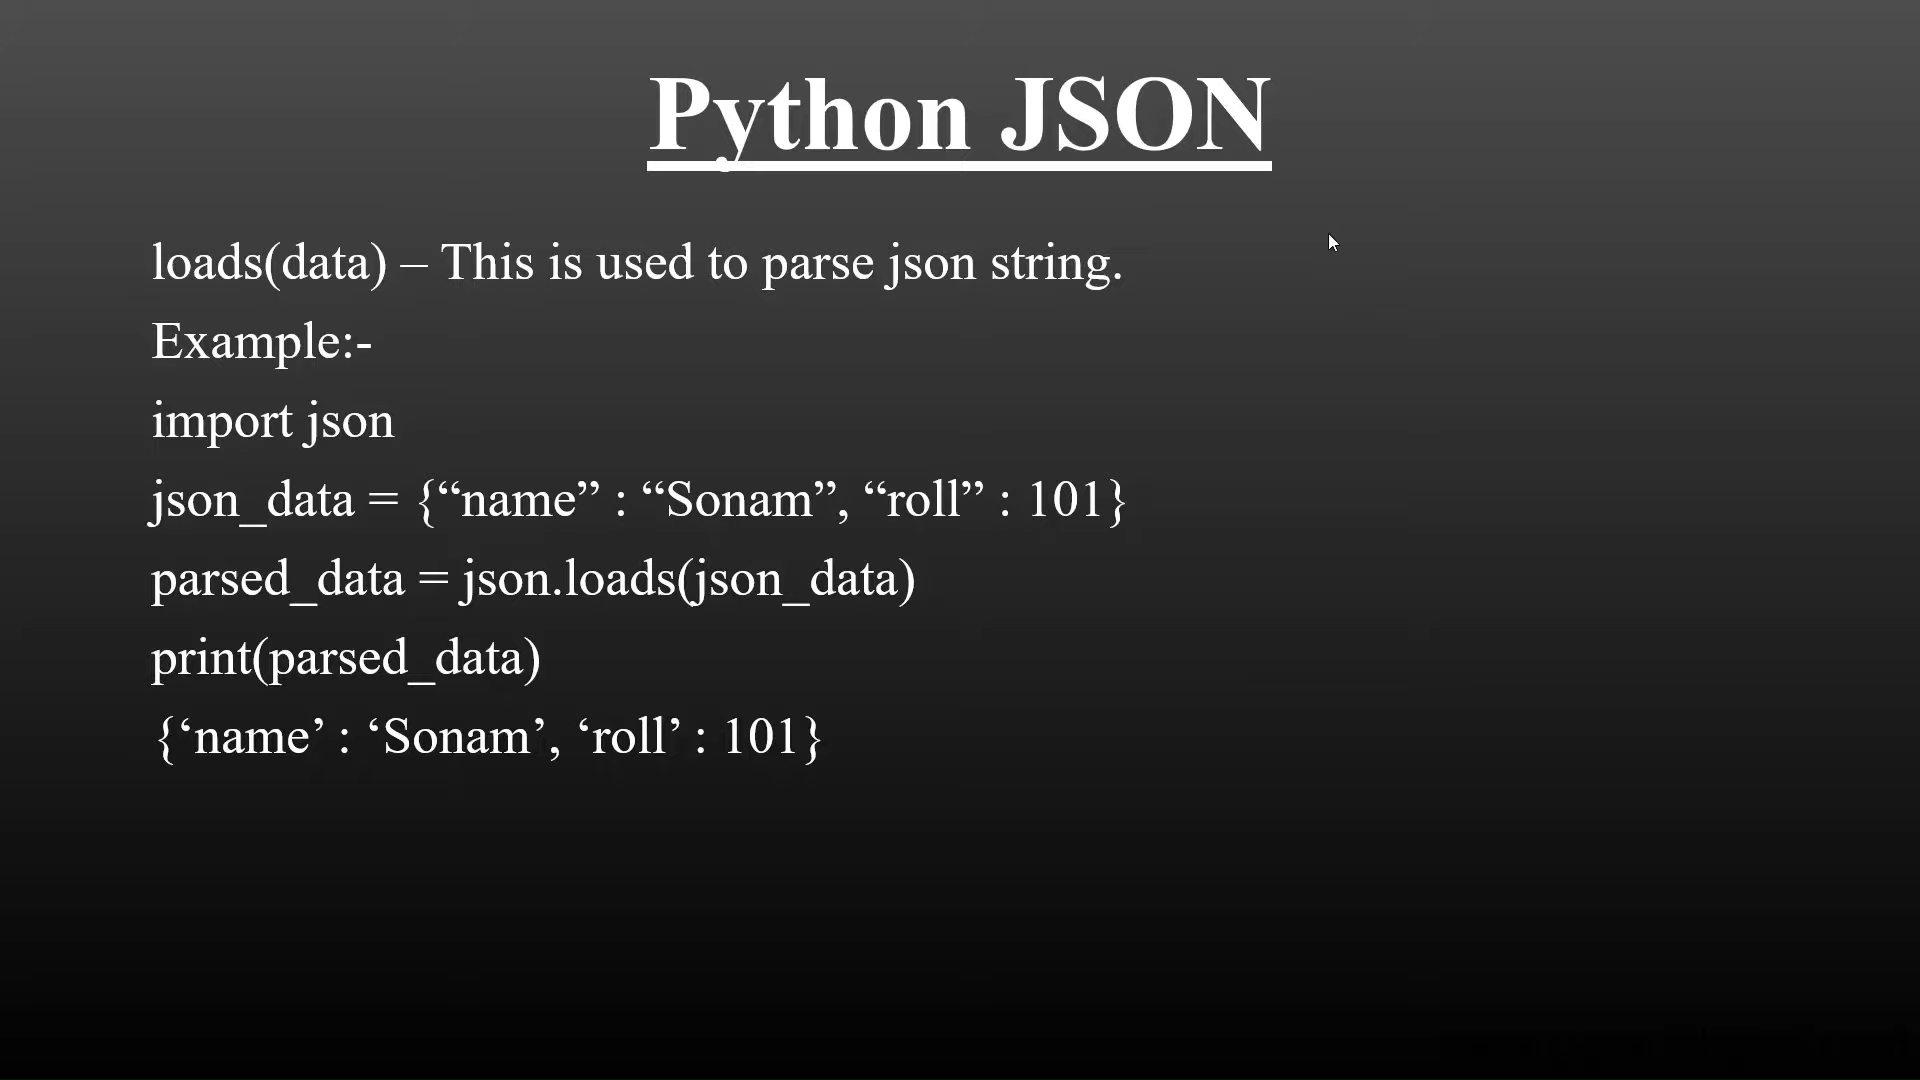 Python JSON
loads(data) – This is used to parse json string.
Example:-
import json
json_data = {“name” : “Sonam”, “roll” : 101}
parsed_data = json.loads(json_data)
print(parsed_data)
{‘name’ : ‘Sonam’, ‘roll’ : 101}